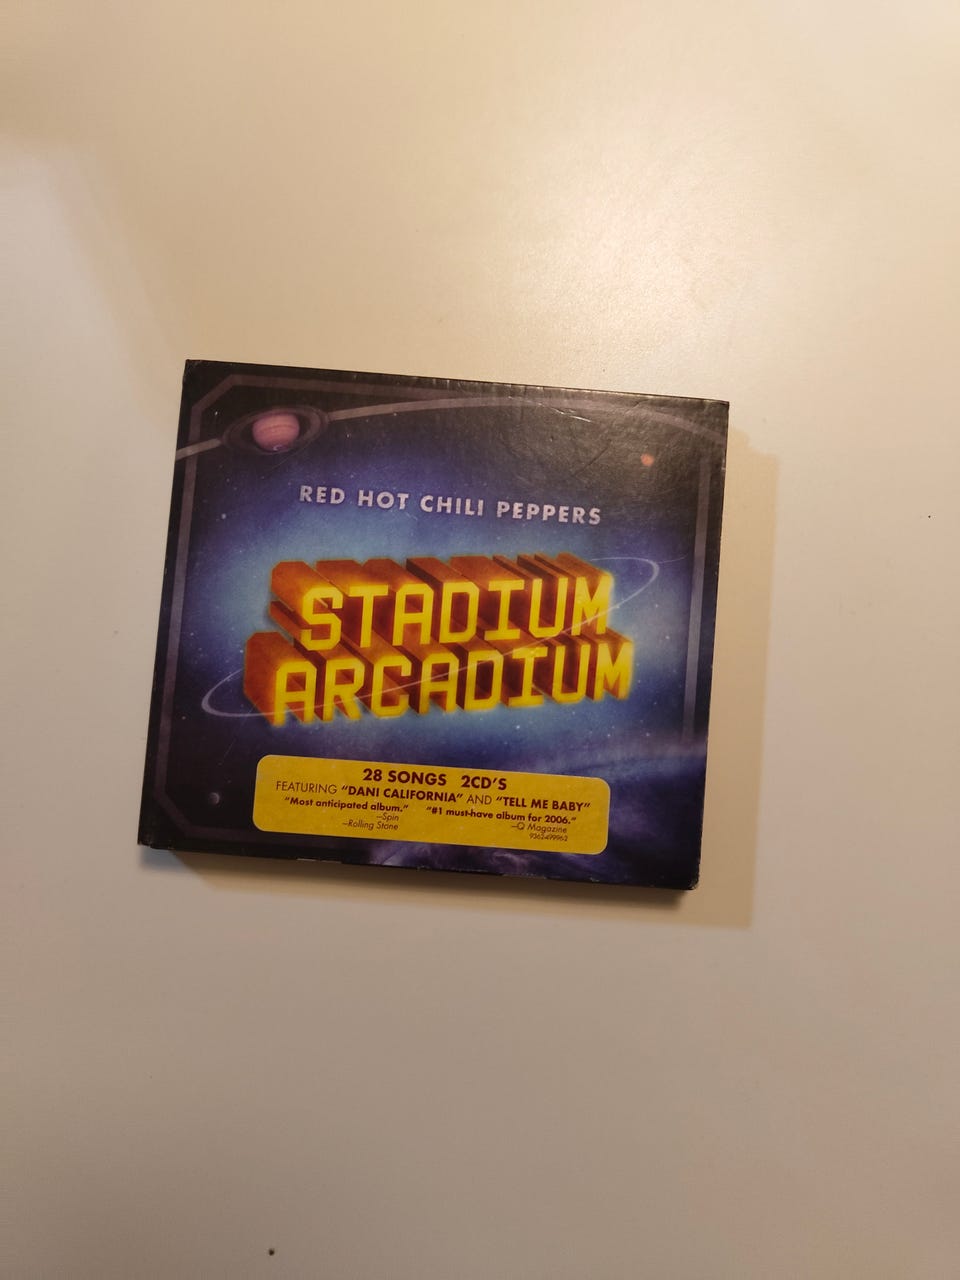 RED HOT CHILI PEPPERS
STADIUM
ARCADIUM
28 SONGS 2CD'S
FEATURING "DANI CALIFORNIA" AND "TELL ME BABY"
"Most anticipated album." "#1 must-have album for 2006."
—Spin —Q Magazine
—Rolling Stone 9362499962